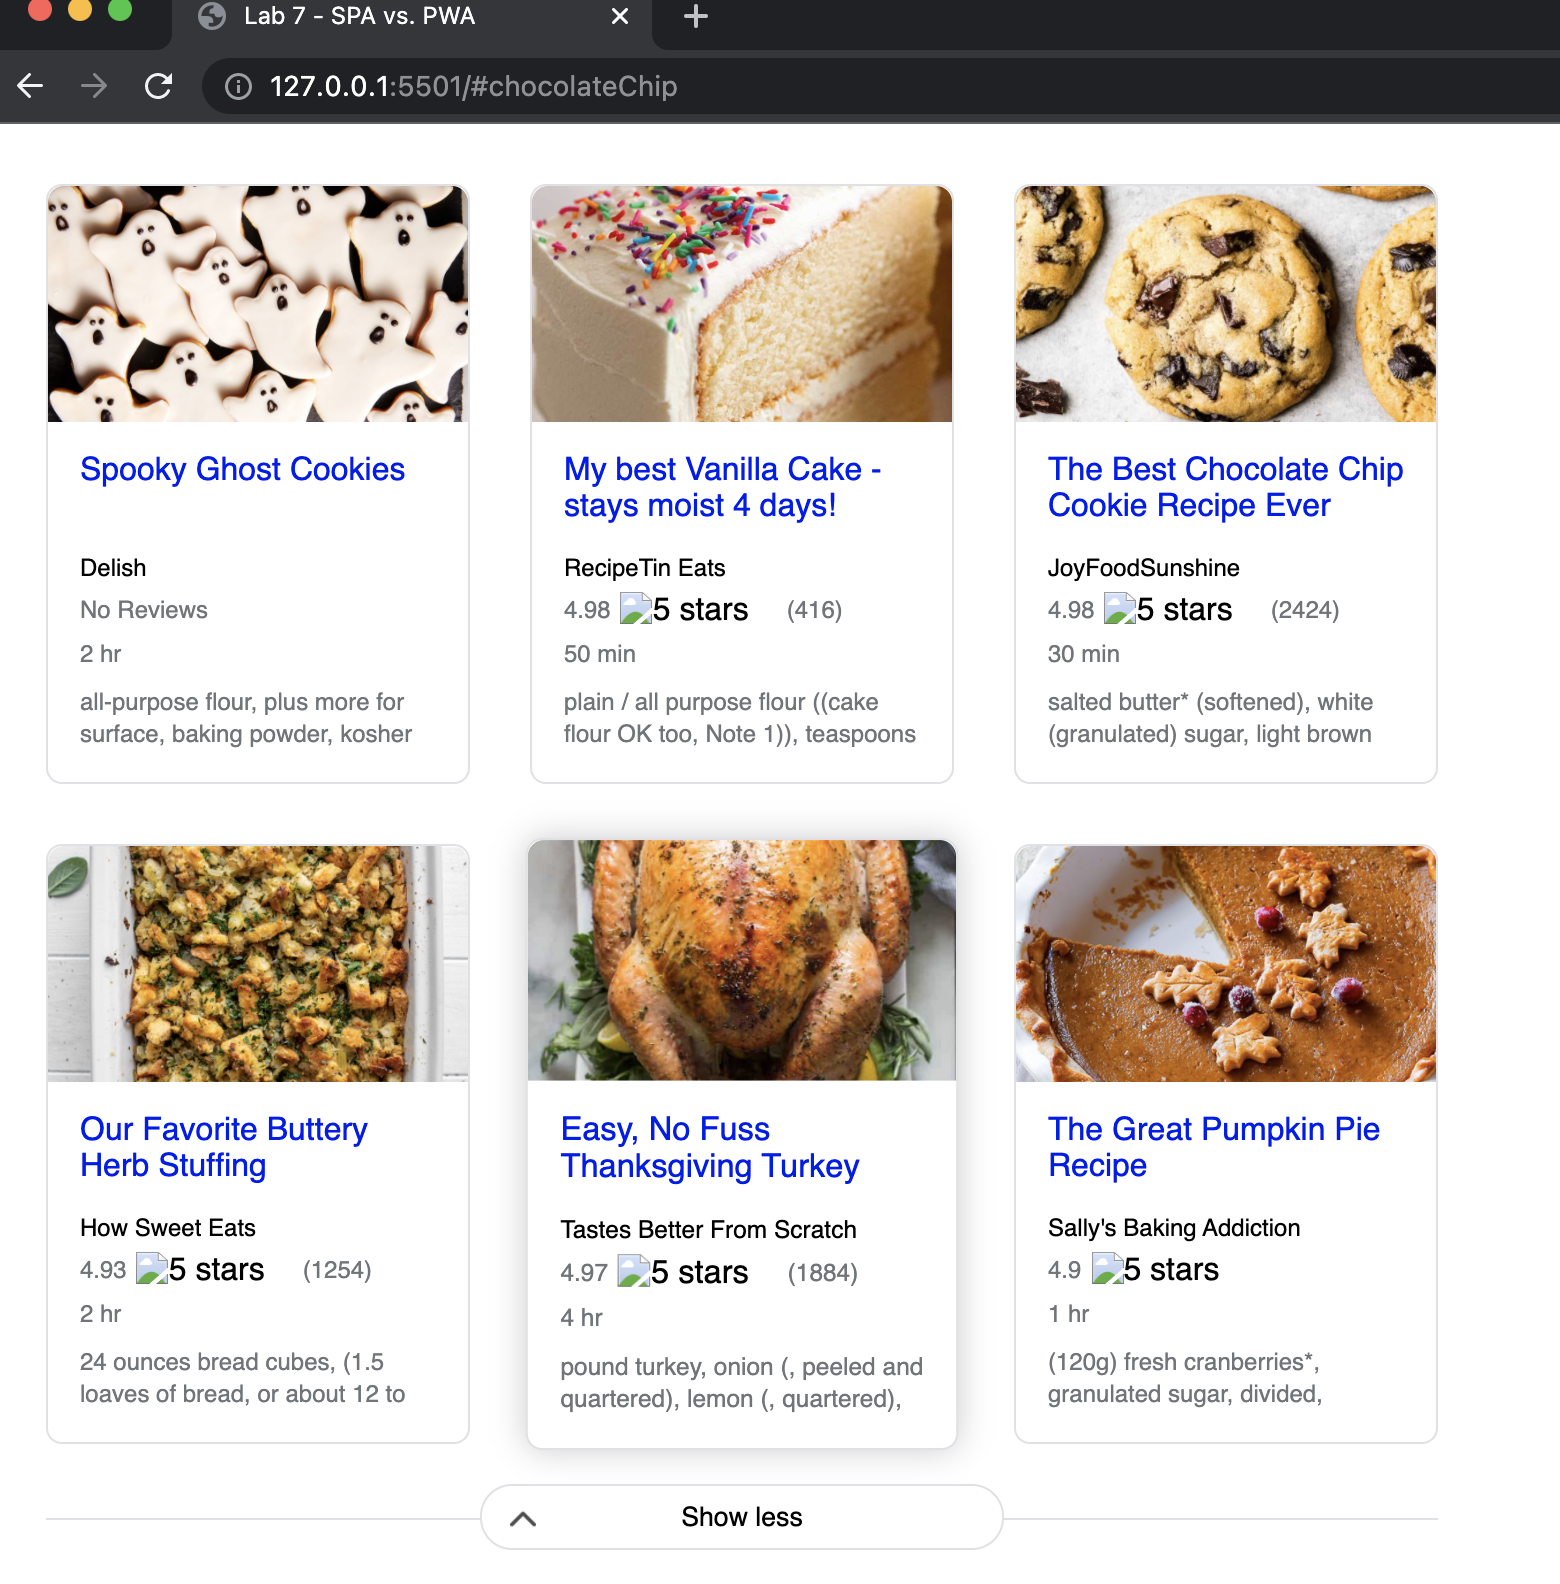 Lab 7 - SPA vs. PWA
127.0.0.1:5501/#chocolateChip
Spooky Ghost Cookies
Delish
No Reviews
2 hr
all-purpose flour, plus more for
surface, baking powder, kosher
My best Vanilla Cake -
stays moist 4 days!
RecipeTin Eats
4.98 5 stars (416)
50 min
plain / all purpose flour ((cake
flour OK too, Note 1)), teaspoons
The Best Chocolate Chip
Cookie Recipe Ever
JoyFoodSunshine
4.98 5 stars (2424)
30 min
salted butter* (softened), white
(granulated) sugar, light brown
Our Favorite Buttery
Herb Stuffing
How Sweet Eats
4.93 5 stars (1254)
2 hr
24 ounces bread cubes, (1.5
loaves of bread, or about 12 to
Easy, No Fuss
Thanksgiving Turkey
Tastes Better From Scratch
4.97 5 stars (1884)
4 hr
pound turkey, onion (, peeled and
quartered), lemon (, quartered),
The Great Pumpkin Pie
Recipe
Sally's Baking Addiction
4.9 5 stars
1 hr
(120g) fresh cranberries*,
granulated sugar, divided,
Show less